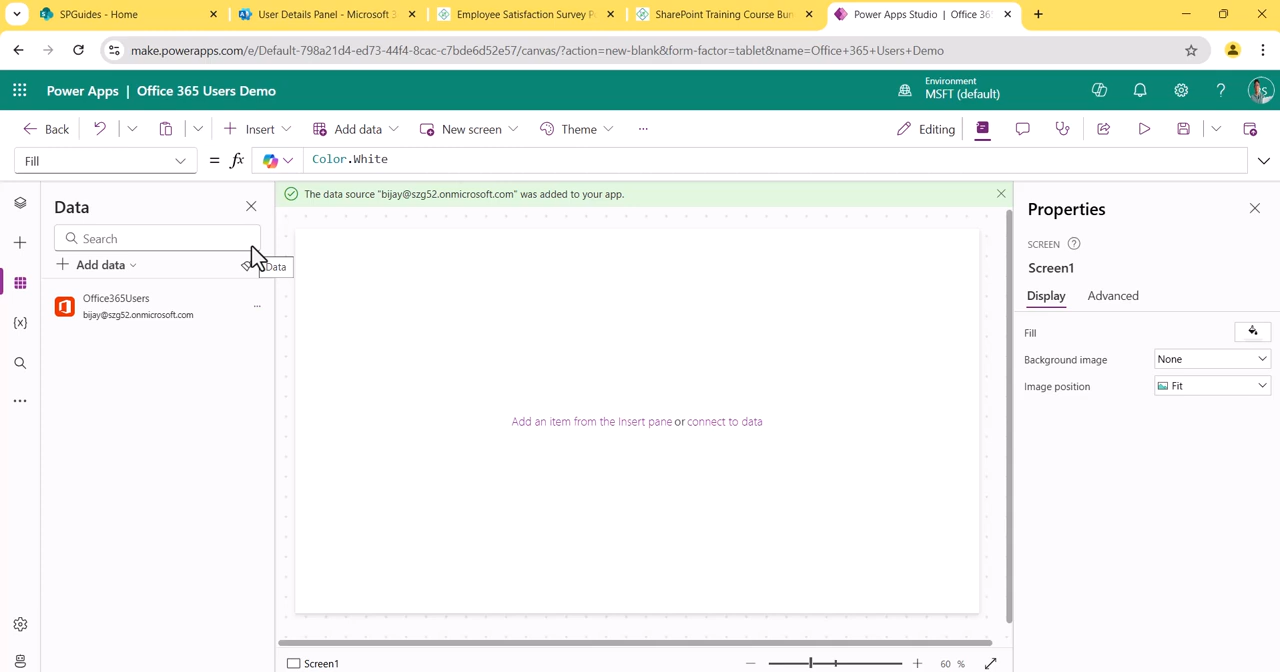 SPGuides - Home
User Details Panel - Microsoft 3
Employee Satisfaction Survey P
SharePoint Training Course Bun
Power Apps Studio | Office 36
make.powerapps.com/e/Default-798a21d4-ed73-44f4-8cac-c7bde6d52e57/canvas/?action=new-blank&form-factor=tablet&name=Office+365+Users+Demo
Power Apps | Office 365 Users Demo
Environment
MSFT (default)
Back
Insert
Add data
New screen
Theme
Editing
Fill
= fx
Color.White
Data
Search
Add data
Data
Office365Users
bijay@szg52.onmicrosoft.com
The data source "bijay@szg52.onmicrosoft.com" was added to your app.
Add an item from the Insert pane or connect to data
Screen1
60 %
Properties
SCREEN
Screen1
Display
Advanced
Fill
Background image
None
Image position
Fit